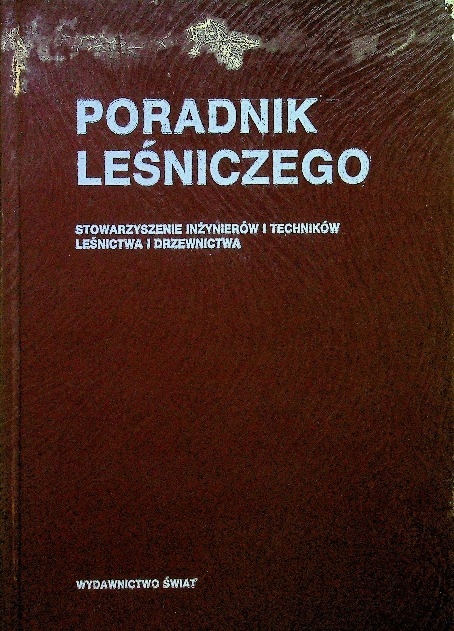 PORADNIK
LEŚNICZEGO
STOWARZYSZENIE INŻYNIERÓW I TECHNIKÓW
LEŚNICTWA I DRZEWNICTWA
WYDAWNICTWO ŚWIAT